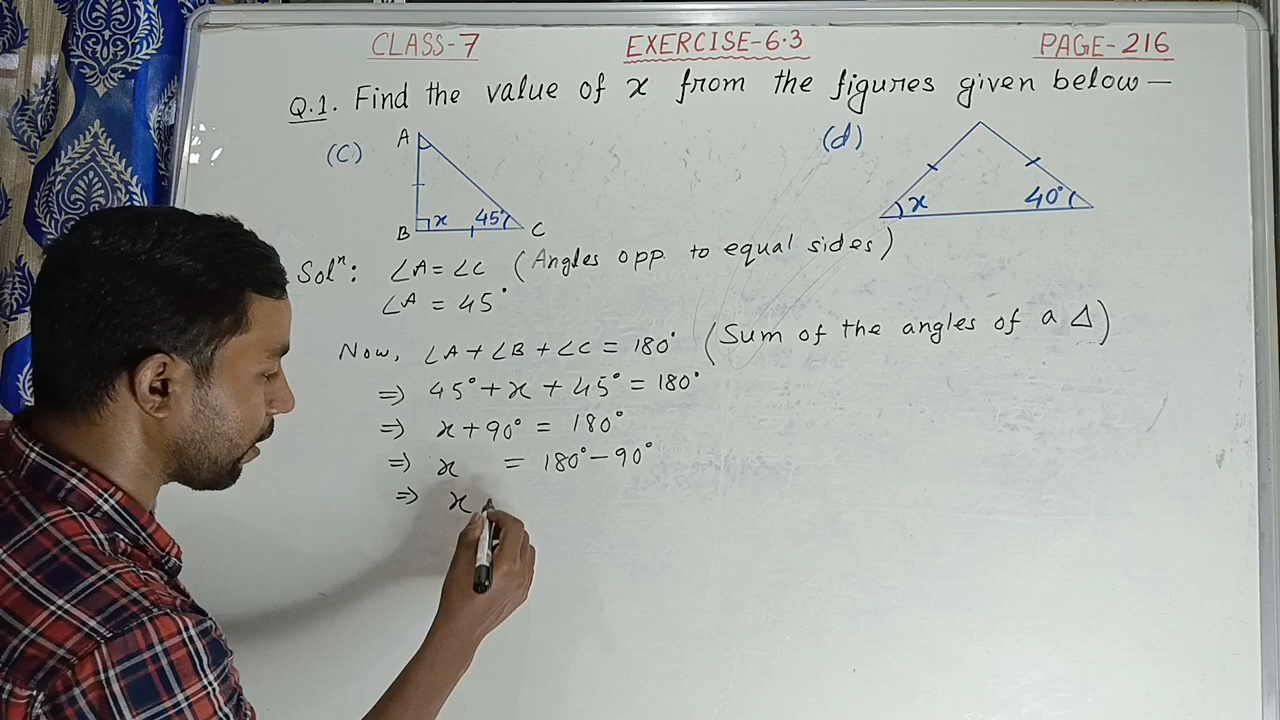 CLASS-7 EXERCISE-6.3 PAGE-216
Q.1. Find the value of x from the figures given below—
(C) (d)
A
x 40°
B x 45° C
Solⁿ: ∠A = ∠C (Angles opp. to equal sides)
∠A = 45°
Now, ∠A + ∠B + ∠C = 180° (Sum of the angles of a Δ)
⇒ 45° + x + 45° = 180°
⇒ x + 90° = 180°
⇒ x = 180° - 90°
⇒ x